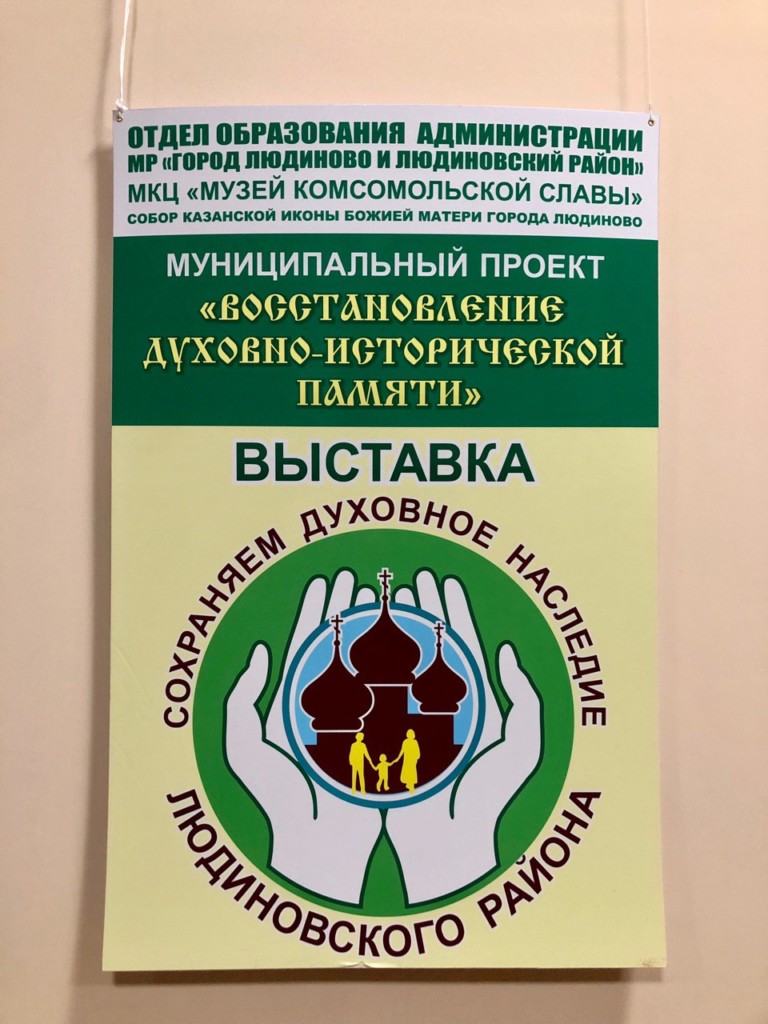 ОТДЕЛ ОБРАЗОВАНИЯ АДМИНИСТРАЦИИ
МР «ГОРОД ЛЮДИНОВО И ЛЮДИНОВСКИЙ РАЙОН»
МКЦ «МУЗЕЙ КОМСОМОЛЬСКОЙ СЛАВЫ»
СОБОР КАЗАНСКОЙ ИКОНЫ БОЖИЕЙ МАТЕРИ ГОРОДА ЛЮДИНОВО
МУНИЦИПАЛЬНЫЙ ПРОЕКТ
«ВОССТАНОВЛЕНИЕ
ДУХОВНО-ИСТОРИЧЕСКОЙ
ПАМЯТИ»
ВЫСТАВКА
СОХРАНЯЕМ ДУХОВНОЕ НАСЛЕДИЕ
ЛЮДИНОВСКОГО РАЙОНА